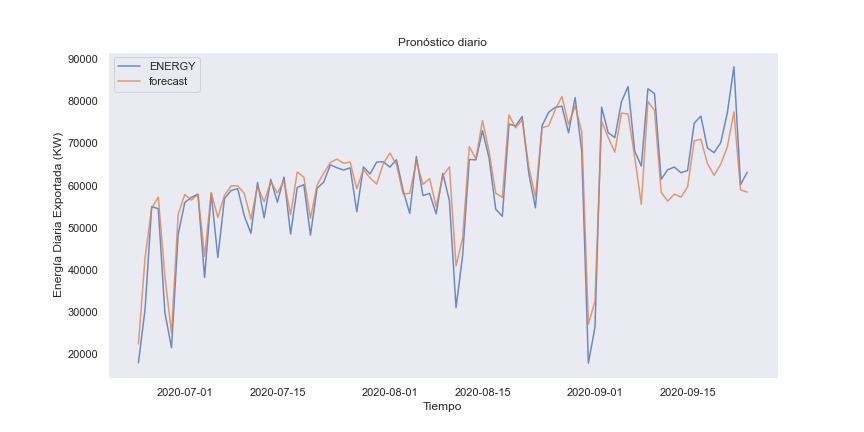 Pronóstico diario
ENERGY
forecast
Energía Diaria Exportada (KW)
90000
80000
70000
60000
50000
40000
30000
20000
2020-07-01 2020-07-15 2020-08-01 2020-08-15 2020-09-01 2020-09-15
Tiempo